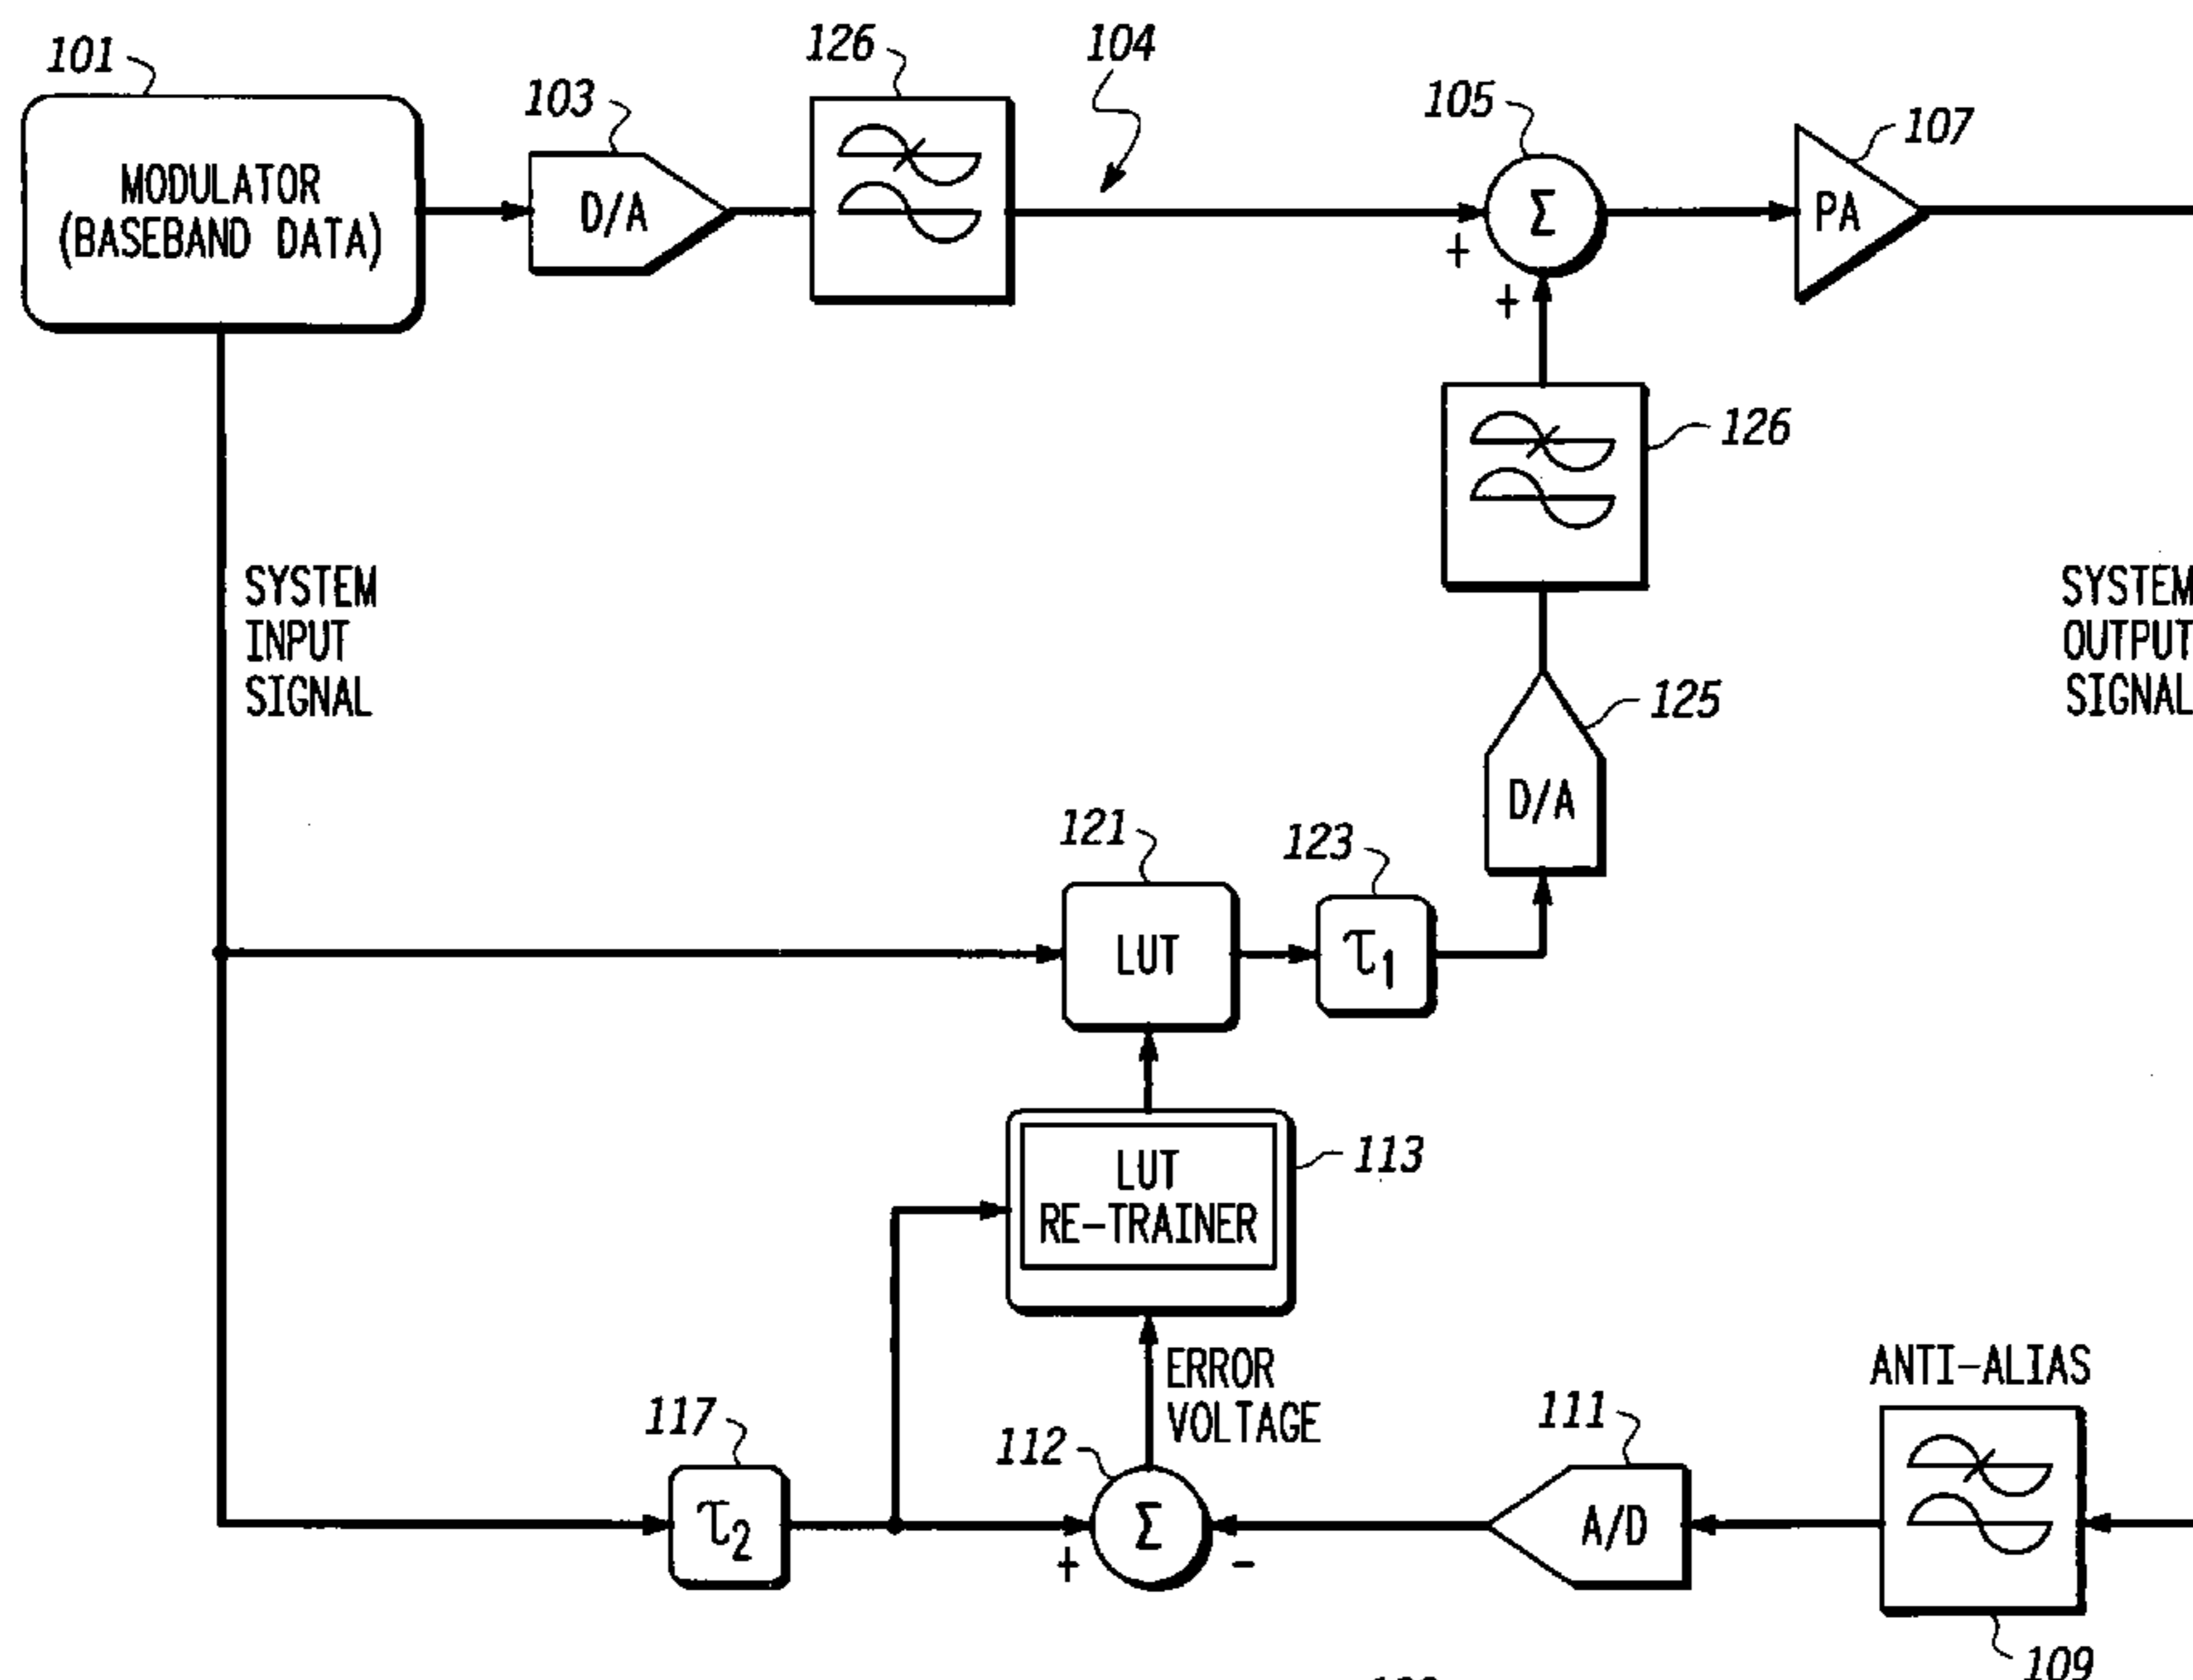 101
MODULATOR
(BASEBAND DATA)
103
D/A
126
104
105
Σ
+
+
107
PA
126
SYSTEM
INPUT
SIGNAL
SYSTEM
OUTPUT
SIGNAL
125
D/A
121
LUT
123
τ1
113
LUT
RE-TRAINER
ERROR
VOLTAGE
117
τ2
112
Σ
+
-
111
A/D
ANTI-ALIAS
109